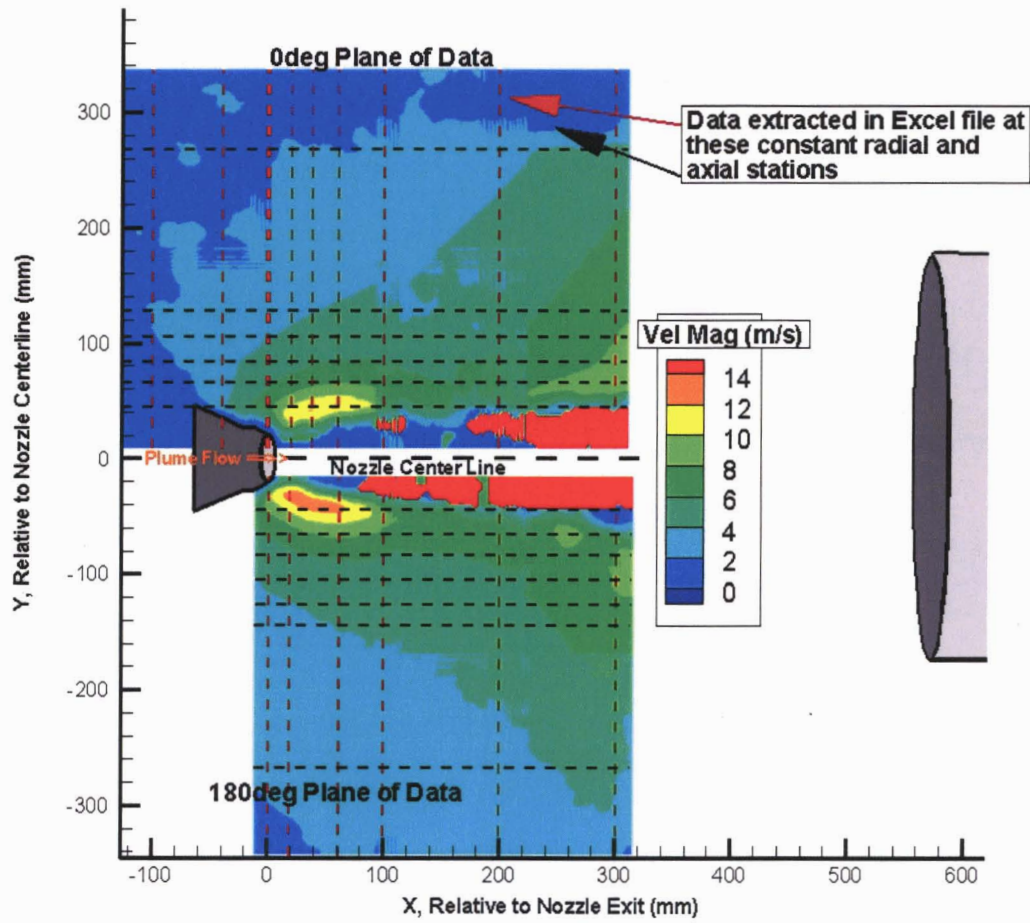 0deg Plane of Data
Data extracted in Excel file at
these constant radial and
axial stations
Y, Relative to Nozzle Centerline (mm)
300
200
100
0
-100
-200
-300
Vel Mag (m/s)
14
12
10
8
6
4
2
0
Plume Flow ==>
Nozzle Center Line
180deg Plane of Data
-100
0
100
200
300
400
500
600
X, Relative to Nozzle Exit (mm)